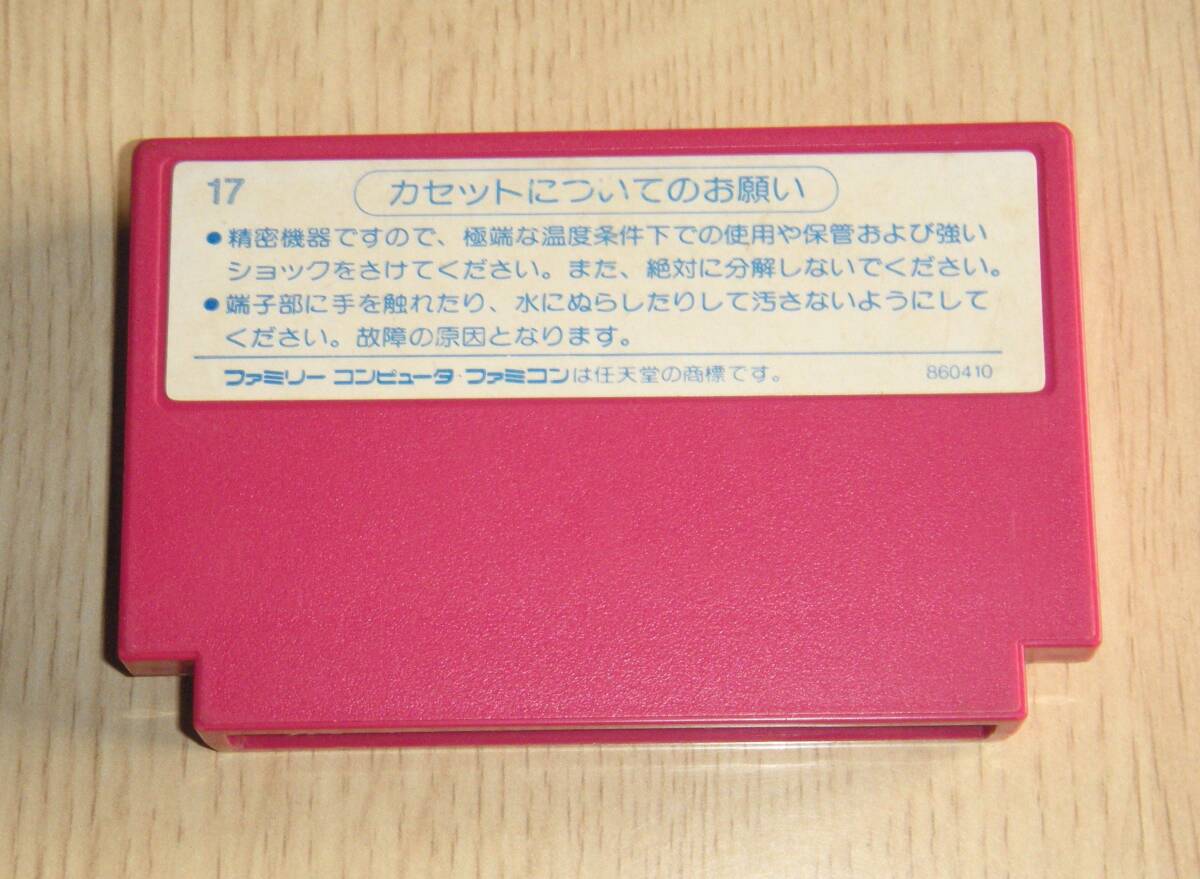 17 カセットについてのお願い
●精密機器ですので、極端な温度条件下での使用や保管および強い
ショックをさけてください。また、絶対に分解しないでください。
●端子部に手を触れたり、水にぬらしたりして汚さないようにして
ください。故障の原因となります。
ファミリー コンピュータ・ファミコンは任天堂の商標です。 860410